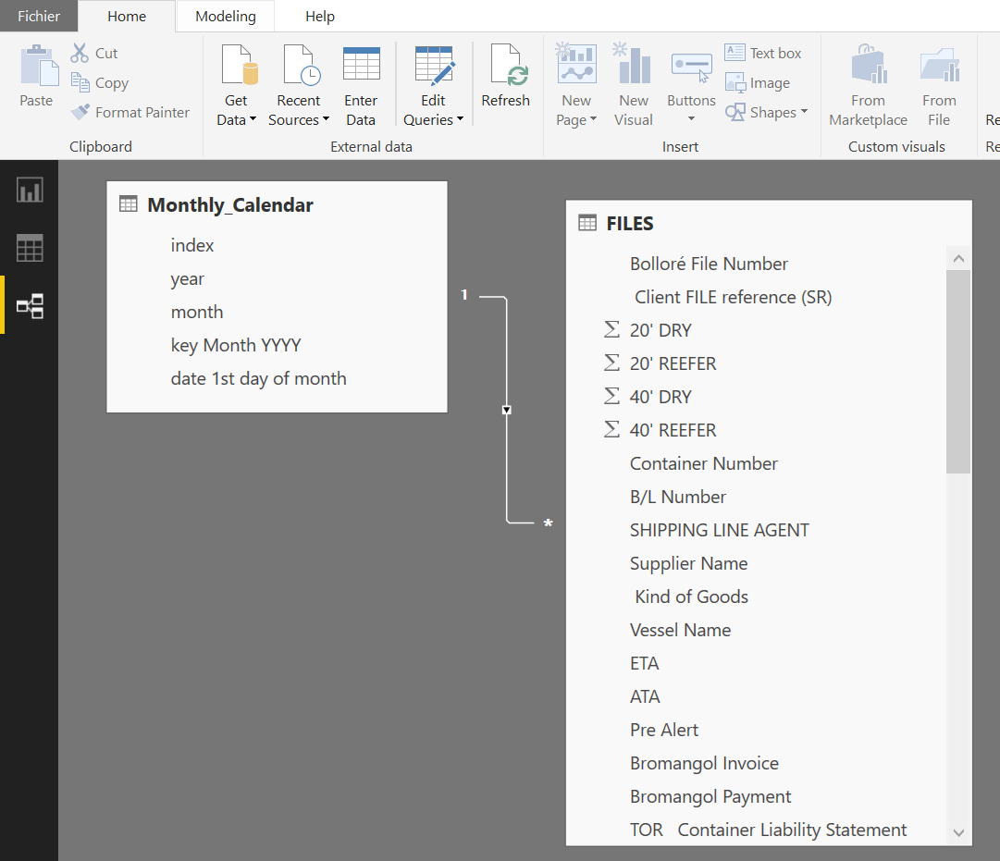 Fichier Home Modeling Help
Paste
Cut
Copy
Format Painter
Clipboard
Get Data
Recent Sources
Enter Data
Edit Queries
Refresh
External data
New Page
New Visual
Buttons
Text box
Image
Shapes
Insert
From Marketplace
From File
Custom visuals
Re
Re
Monthly_Calendar
index
year
month
key Month YYYY
date 1st day of month
1
*
FILES
Bolloré File Number
Client FILE reference (SR)
Σ 20' DRY
Σ 20' REEFER
Σ 40' DRY
Σ 40' REEFER
Container Number
B/L Number
SHIPPING LINE AGENT
Supplier Name
Kind of Goods
Vessel Name
ETA
ATA
Pre Alert
Bromangol Invoice
Bromangol Payment
TOR Container Liability Statement